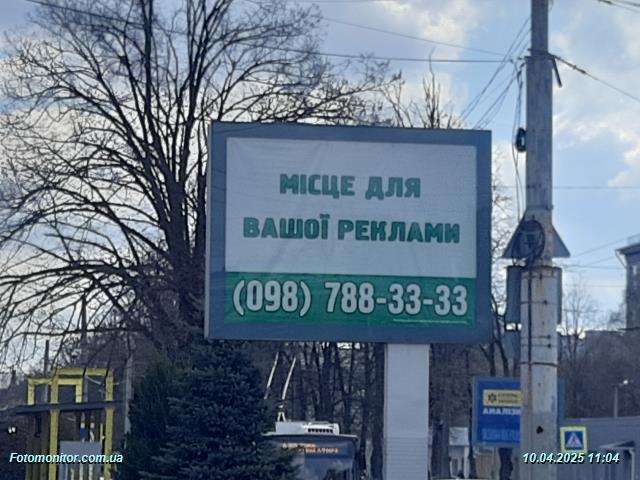 МІСЦЕ ДЛЯ
ВАШОЇ РЕКЛАМИ
(098) 788-33-33
АНАЛІЗИ
Fotomonitor.com.ua
10.04.2025 11:04